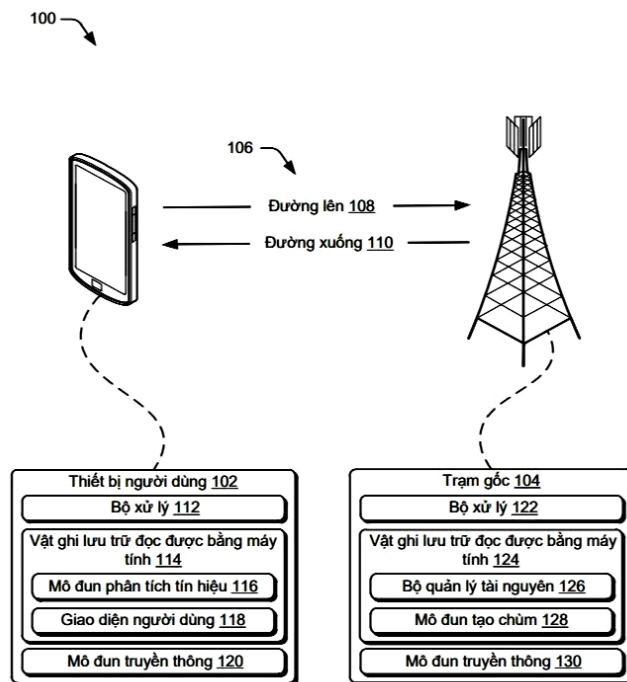 100
106
Đường lên 108
Đường xuống 110
Thiết bị người dùng 102
Bộ xử lý 112
Vật ghi lưu trữ đọc được bằng máy
tính 114
Mô đun phân tích tín hiệu 116
Giao diện người dùng 118
Mô đun truyền thông 120
Trạm gốc 104
Bộ xử lý 122
Vật ghi lưu trữ đọc được bằng máy
tính 124
Bộ quản lý tài nguyên 126
Mô đun tạo chùm 128
Mô đun truyền thông 130